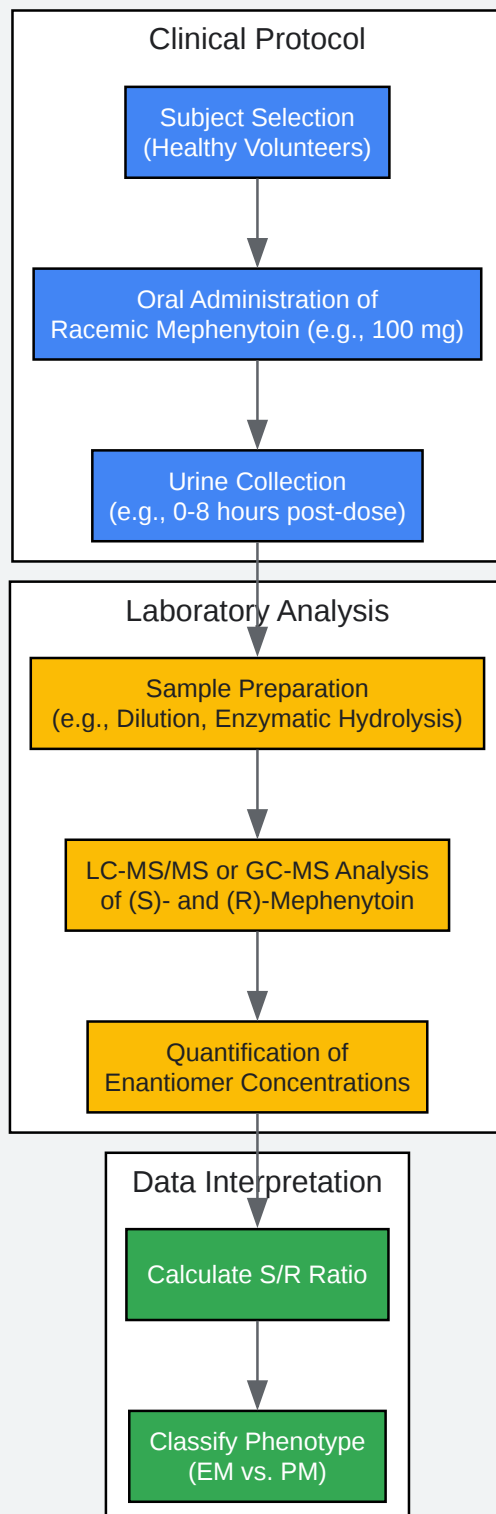 Clinical Protocol
Subject Selection
(Healthy Volunteers)
Oral Administration of
Racemic Mephenytoin (e.g., 100 mg)
Urine Collection
(e.g., 0-8 hours post-dose)
Laboratory Analysis
Sample Preparation
(e.g., Dilution, Enzymatic Hydrolysis)
LC-MS/MS or GC-MS Analysis
of (S)- and (R)-Mephenytoin
Quantification of
Enantiomer Concentrations
Data Interpretation
Calculate S/R Ratio
Classify Phenotype
(EM vs. PM)